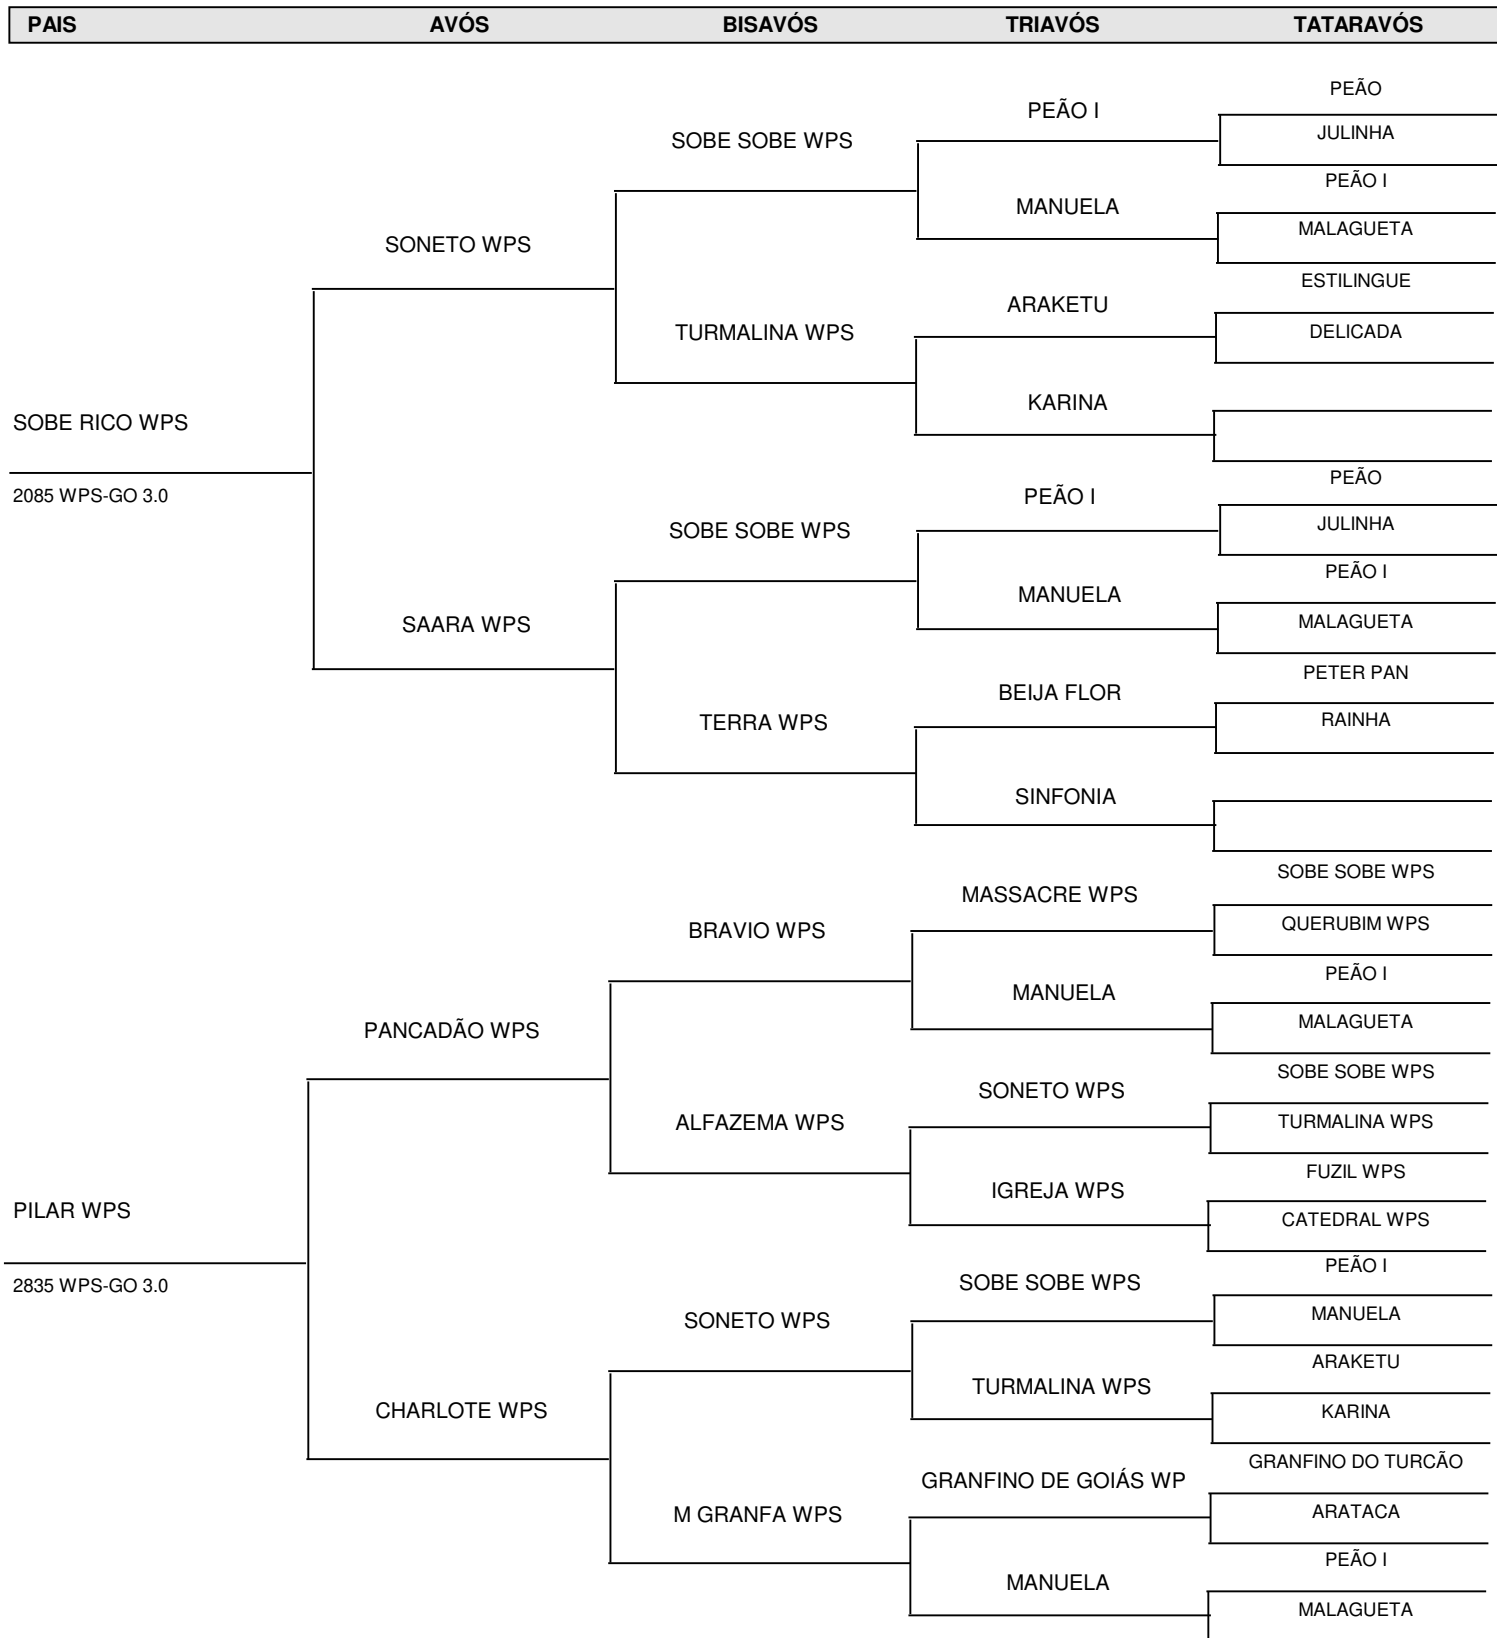 PAIS AVÓS BISAVÓS TRIAVÓS TATARAVÓS
PEÃO
PEÃO I
JULINHA
SOBE SOBE WPS
PEÃO I
MANUELA
MALAGUETA
SONETO WPS
ESTILINGUE
ARAKETU
TURMALINA WPS
DELICADA
KARINA
SOBE RICO WPS
PEÃO
2085 WPS-GO 3.0
PEÃO I
JULINHA
SOBE SOBE WPS
PEÃO I
MANUELA
MALAGUETA
SAARA WPS
PETER PAN
BEIJA FLOR
RAINHA
TERRA WPS
SINFONIA
SOBE SOBE WPS
MASSACRE WPS
QUERUBIM WPS
BRAVIO WPS
PEÃO I
MANUELA
MALAGUETA
PANCADÃO WPS
SOBE SOBE WPS
SONETO WPS
TURMALINA WPS
ALFAZEMA WPS
FUZIL WPS
IGREJA WPS
PILAR WPS
CATEDRAL WPS
PEÃO I
2835 WPS-GO 3.0
SOBE SOBE WPS
MANUELA
SONETO WPS
ARAKETU
TURMALINA WPS
CHARLOTE WPS
KARINA
GRANFINO DO TURCÃO
GRANFINO DE GOIÁS WP
ARATACA
M GRANFA WPS
PEÃO I
MANUELA
MALAGUETA